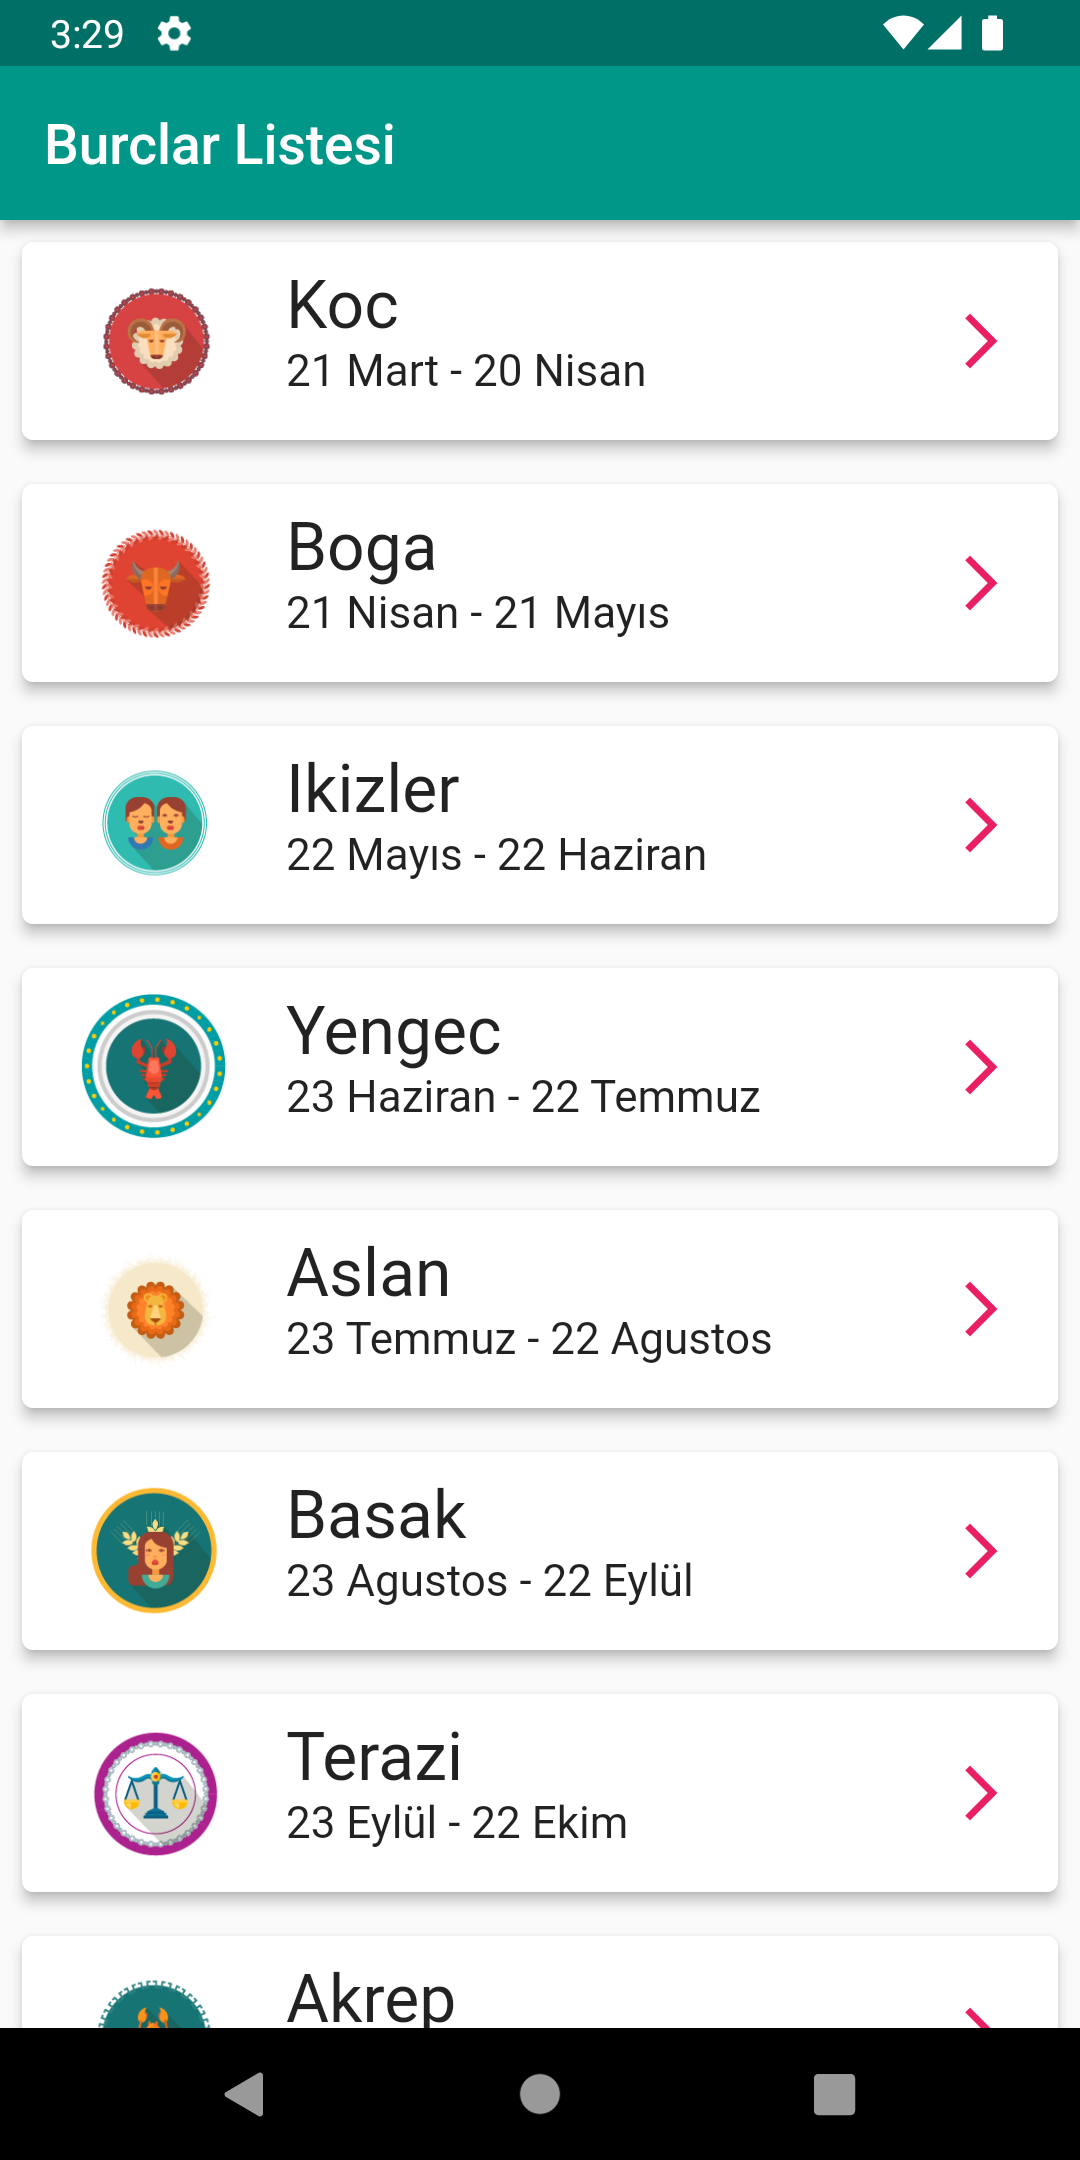 3:29
Burclar Listesi
Koc
21 Mart - 20 Nisan
Boga
21 Nisan - 21 Mayıs
Ikizler
22 Mayıs - 22 Haziran
Yengec
23 Haziran - 22 Temmuz
Aslan
23 Temmuz - 22 Agustos
Basak
23 Agustos - 22 Eylül
Terazi
23 Eylül - 22 Ekim
Akrep